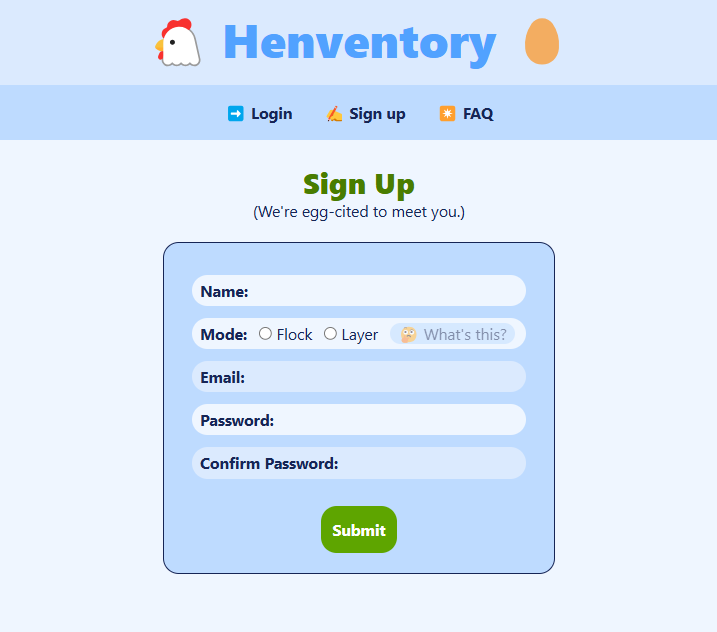 Henventory
Login Sign up FAQ
Sign Up
(We're egg-cited to meet you.)
Name:
Mode: Flock Layer What's this?
Email:
Password:
Confirm Password:
Submit